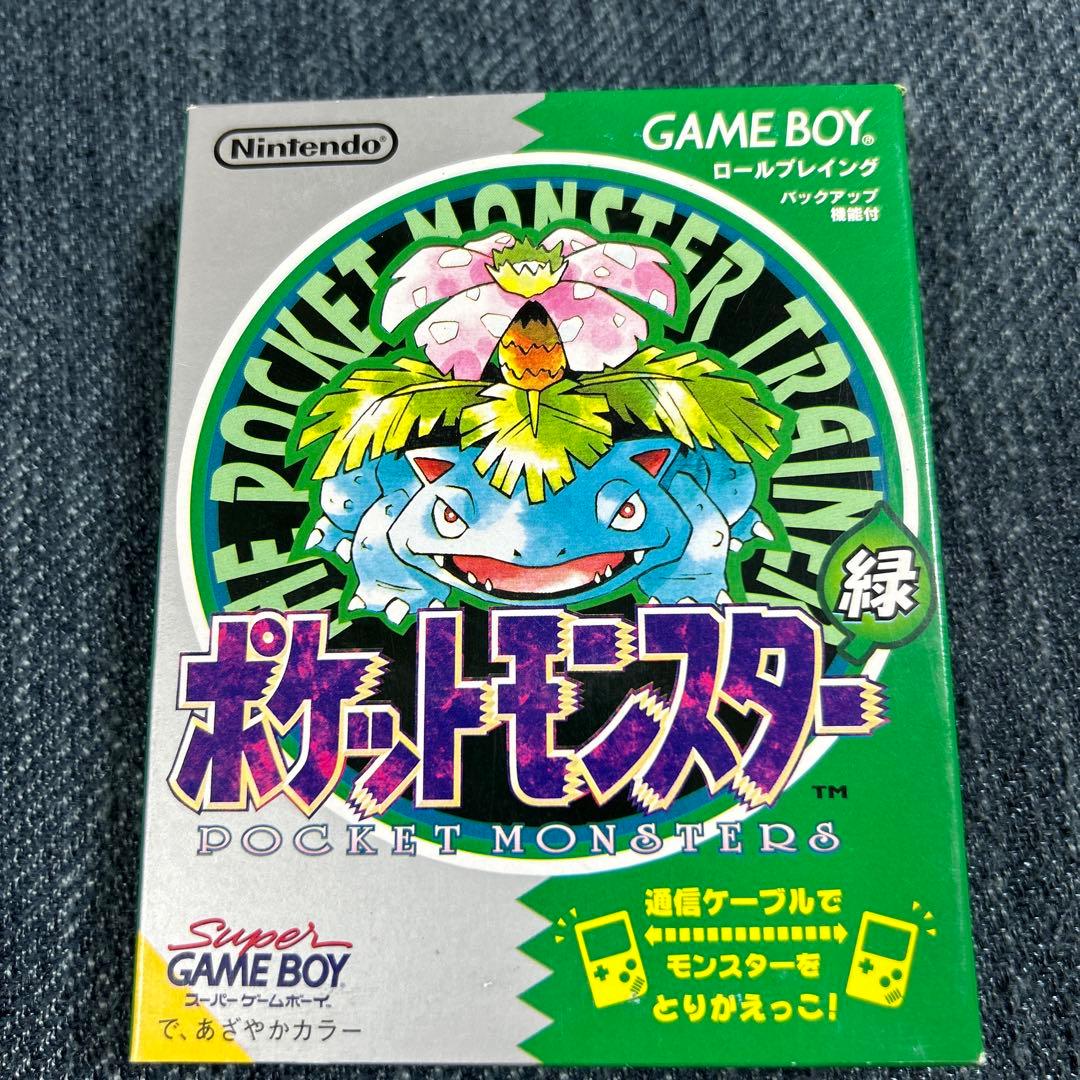 Nintendo®
GAME BOY®
ロールプレイング
バックアップ
機能付
THE POCKET MONSTER TRAINER
緑
ポケットモンスター
TM
POCKET MONSTERS
通信ケーブルで
モンスターを
とりかえっこ!
Super
GAME BOY™
スーパーゲームボーイ™
で、あざやかカラー